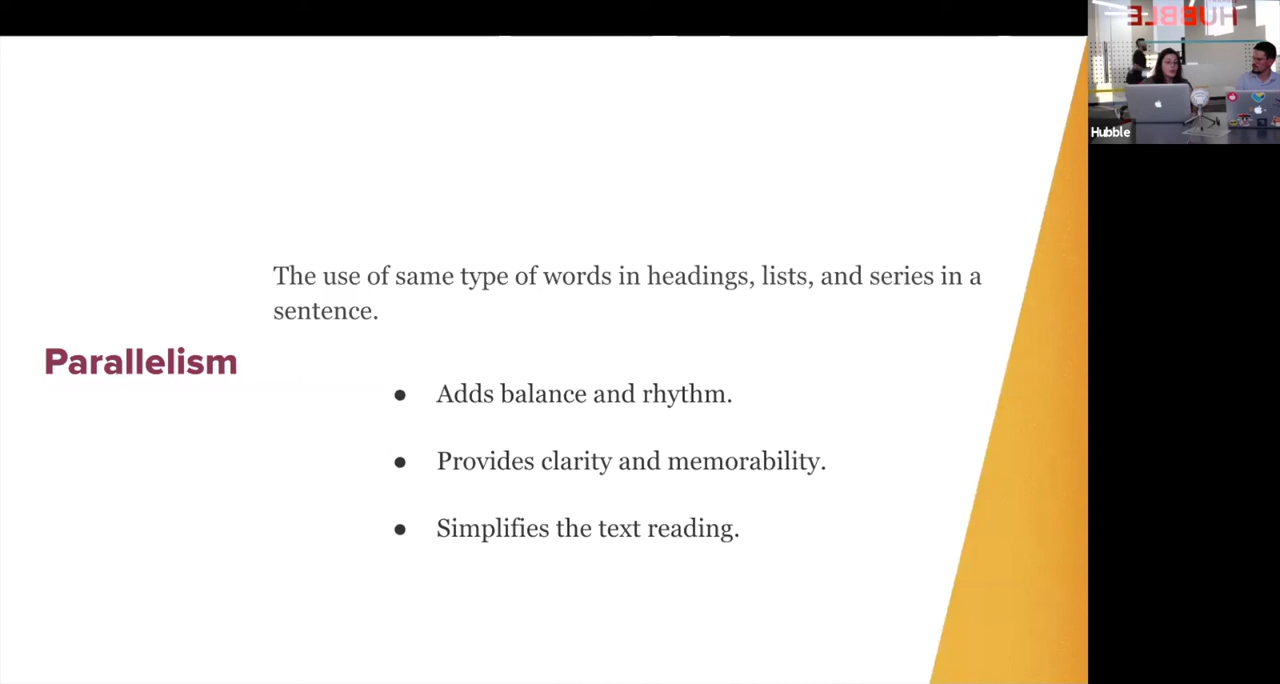 The use of same type of words in headings, lists, and series in a
sentence.
Parallelism
● Adds balance and rhythm.
● Provides clarity and memorability.
● Simplifies the text reading.
HUBBLE
Hubble